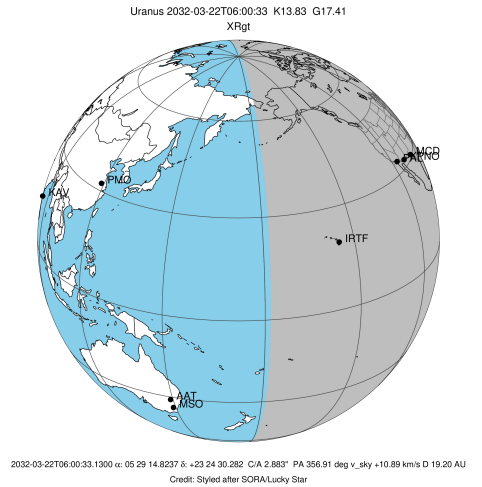 Uranus 2032-03-22T06:00:33 K13.83 G17.41
XRgt
MCD
PMO
KAV
IRTF
AAT
MSO
2032-03-22T06:00:33.1300 α: 05 29 14.8237 δ: +23 24 30.282 C/A 2.883" PA 356.91 deg v_sky +10.89 km/s D 19.20 AU
Credit: Styled after SORA/Lucky Star